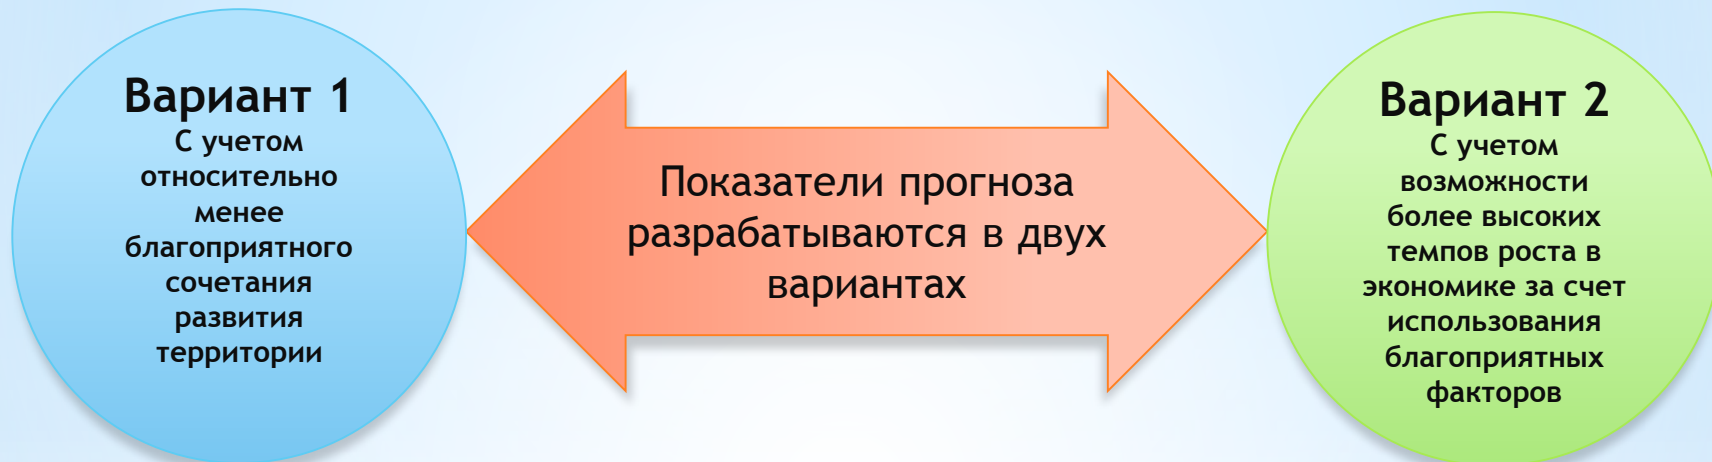 Вариант 1
С учетом
относительно
менее
благоприятного
сочетания
развития
территории
Показатели прогноза
разрабатываются в двух
вариантах
Вариант 2
С учетом
возможности
более высоких
темпов роста в
экономике за счет
использования
благоприятных
факторов